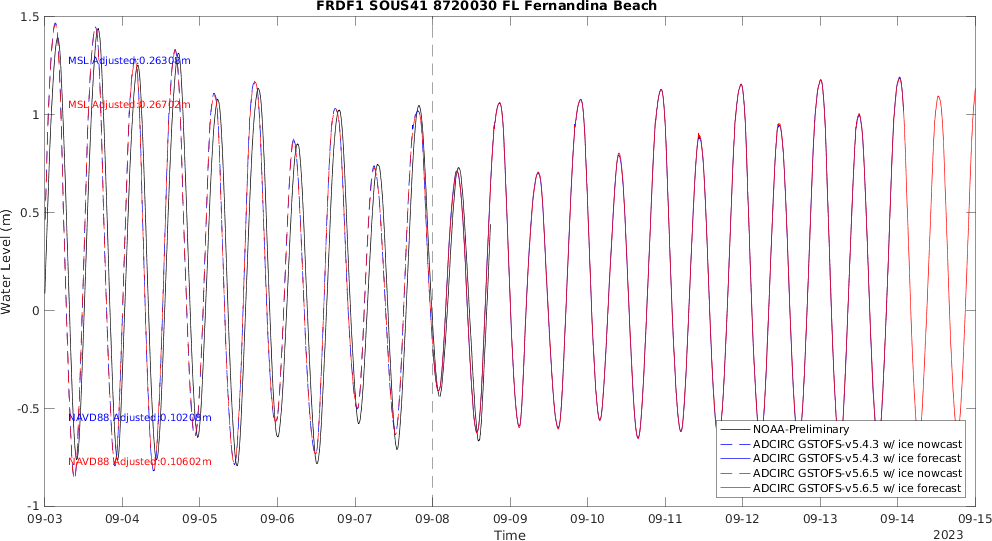 FRDF1 SOUS41 8720030 FL Fernandina Beach
1.5
1
0.5
0
-0.5
-1
Water Level (m)
MSL Adjusted:0.26308m
MSL Adjusted:0.26702m
NAVD88 Adjusted:0.10208m
NAVD88 Adjusted:0.10602m
NOAA-Preliminary
ADCIRC GSTOFS-v5.4.3 w/ ice nowcast
ADCIRC GSTOFS-v5.4.3 w/ ice forecast
ADCIRC GSTOFS-v5.6.5 w/ ice nowcast
ADCIRC GSTOFS-v5.6.5 w/ ice forecast
09-03 09-04 09-05 09-06 09-07 09-08 09-09 09-10 09-11 09-12 09-13 09-14 09-15
Time
2023